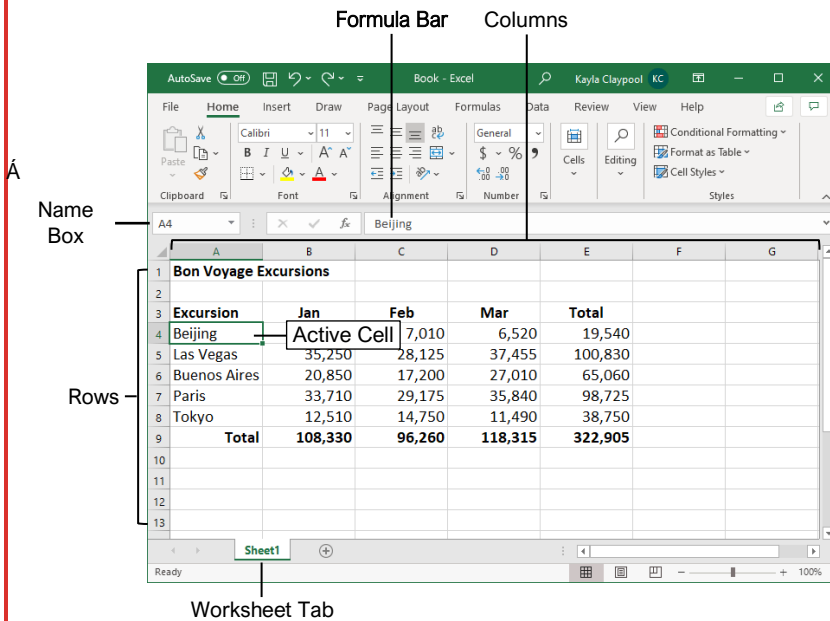 Formula Bar Columns
AutoSave Off Book - Excel Kayla Claypool KC
File Home Insert Draw Page Layout Formulas Data Review View Help
Calibri 11 ab General Conditional Formatting
Paste B I U A A $ % 9 Cells Editing Format as Table
A .00 .00 Cell Styles
Clipboard Font Alignment Number Styles
Á
Name
Box
A4 fx Beijing
A B C D E F G
1 Bon Voyage Excursions
2
3 Excursion Jan Feb Mar Total
4 Beijing Active Cell 7,010 6,520 19,540
5 Las Vegas 35,250 28,125 37,455 100,830
6 Buenos Aires 20,850 17,200 27,010 65,060
Rows
7 Paris 33,710 29,175 35,840 98,725
8 Tokyo 12,510 14,750 11,490 38,750
9 Total 108,330 96,260 118,315 322,905
10
11
12
13
Sheet1
Ready 100%
Worksheet Tab